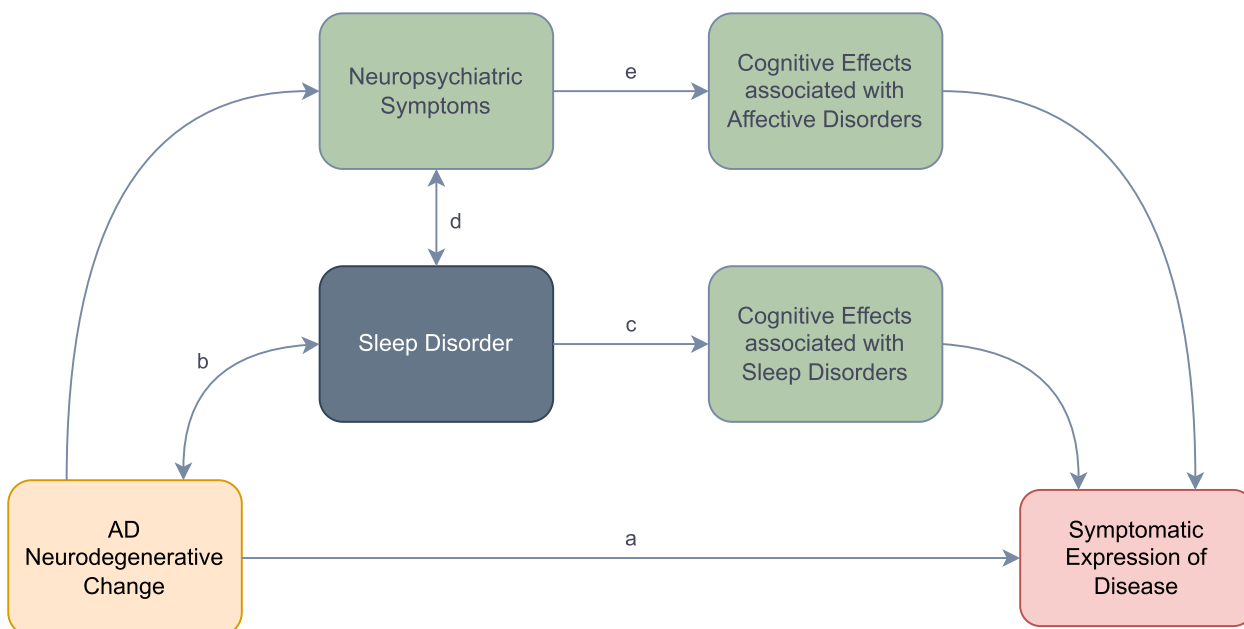 Neuropsychiatric
Symptoms
e
Cognitive Effects
associated with
Affective Disorders
d
Sleep Disorder
c
Cognitive Effects
associated with
Sleep Disorders
b
AD
Neurodegenerative
Change
a
Symptomatic
Expression of
Disease